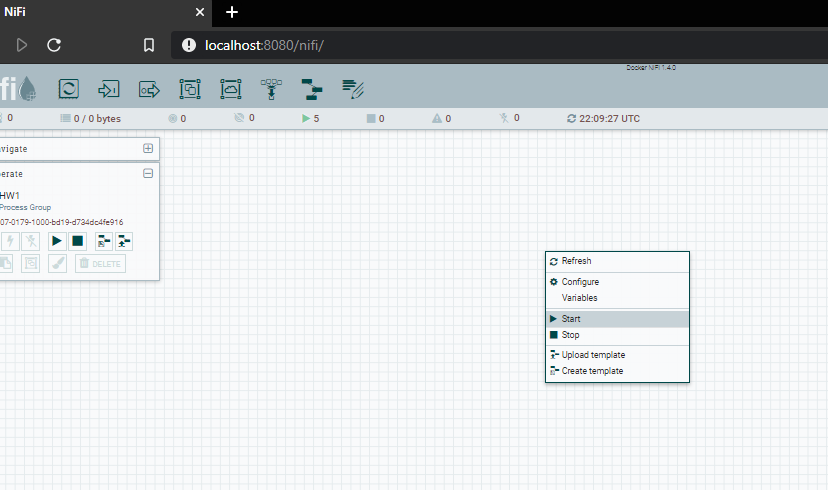 NiFi
localhost:8080/nifi/
Docker NiFi 1.4.0
fi
0
0 / 0 bytes
0
0
5
0
0
0
22:09:27 UTC
vigate
erate
HW1
Process Group
07-0179-1000-bd19-d734dc4fe916
DELETE
Refresh
Configure
Variables
Start
Stop
Upload template
Create template